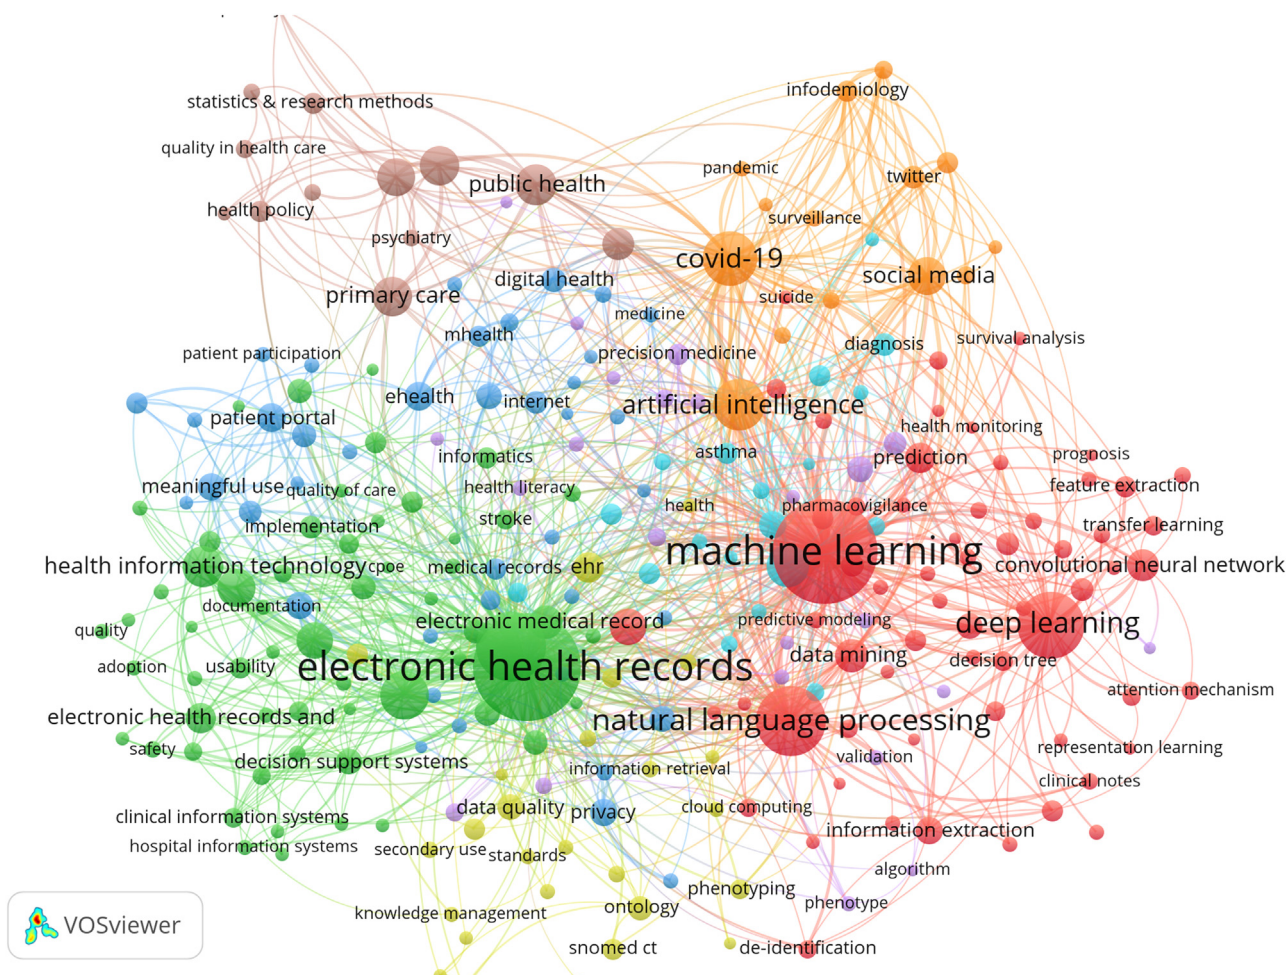 statistics & research methods
infodemiology
quality in health care
pandemic
twitter
public health
health policy
surveillance
psychiatry
covid-19
social media
digital health
primary care
suicide
medicine
mhealth
survival analysis
diagnosis
patient participation
precision medicine
ehealth
internet
artificial intelligence
patient portal
health monitoring
asthma
prediction
prognosis
informatics
meaningful use
quality of care
health literacy
feature extraction
health
pharmacovigilance
stroke
implementation
transfer learning
machine learning
health information technology
cpoe
medical records
ehr
convolutional neural network
documentation
electronic medical record
predictive modeling
deep learning
quality
data mining
decision tree
adoption
usability
electronic health records
attention mechanism
electronic health records and
natural language processing
safety
representation learning
validation
decision support systems
information retrieval
clinical notes
data quality
privacy
cloud computing
clinical information systems
information extraction
hospital information systems
secondary use
standards
algorithm
phenotyping
phenotype
ontology
knowledge management
VOSviewer
snomed ct
de-identification